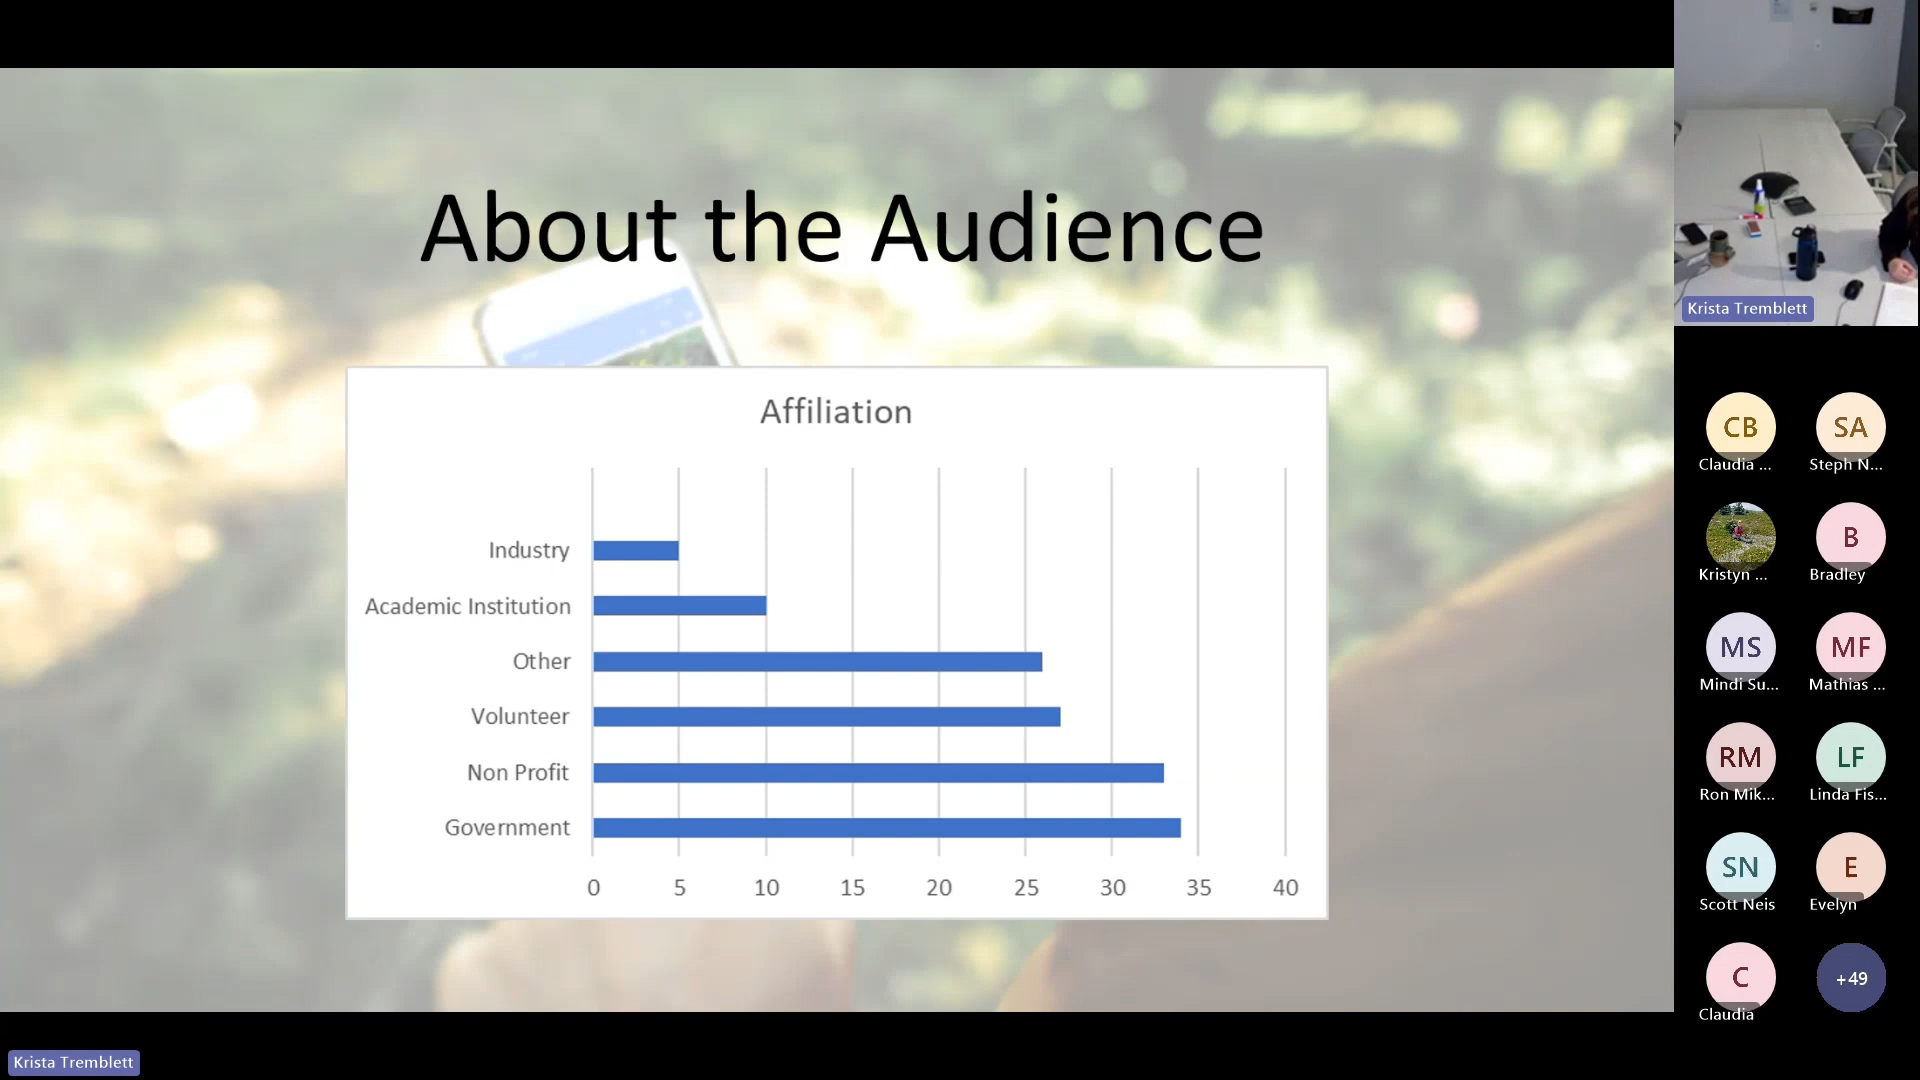 About the Audience
Affiliation
Industry
Academic Institution
Other
Volunteer
Non Profit
Government
0 5 10 15 20 25 30 35 40
Krista Tremblett
CB SA
Claudia ... Steph N...
B
Kristyn ... Bradley
MS MF
Mindi Su... Mathias ...
RM LF
Ron Mik... Linda Fis...
SN E
Scott Neis Evelyn
C +49
Claudia
Krista Tremblett